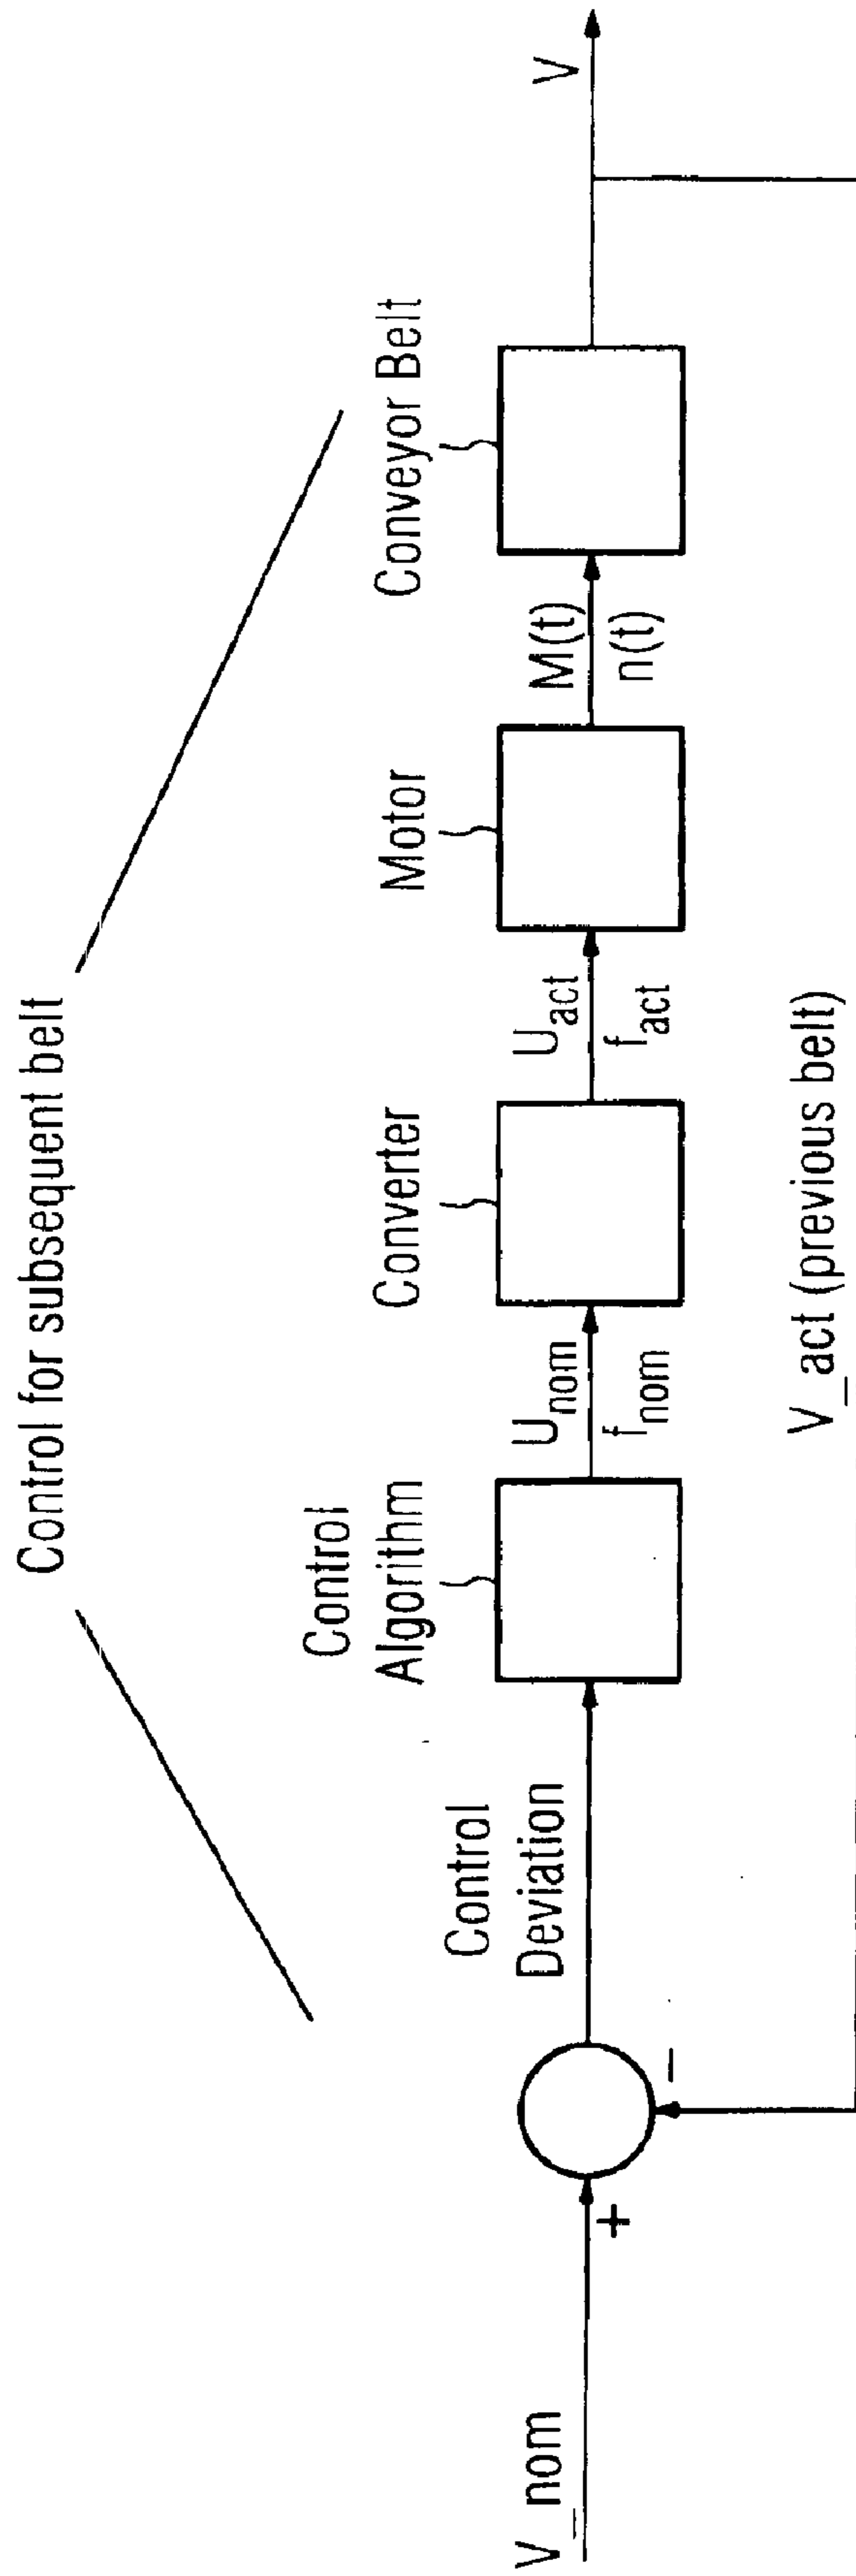 Control for subsequent belt
V_nom
+
−
Control
Deviation
Control
Algorithm
U_nom
f_nom
Converter
U_act
f_act
Motor
M(t)
n(t)
Conveyor Belt
V
V_act (previous belt)